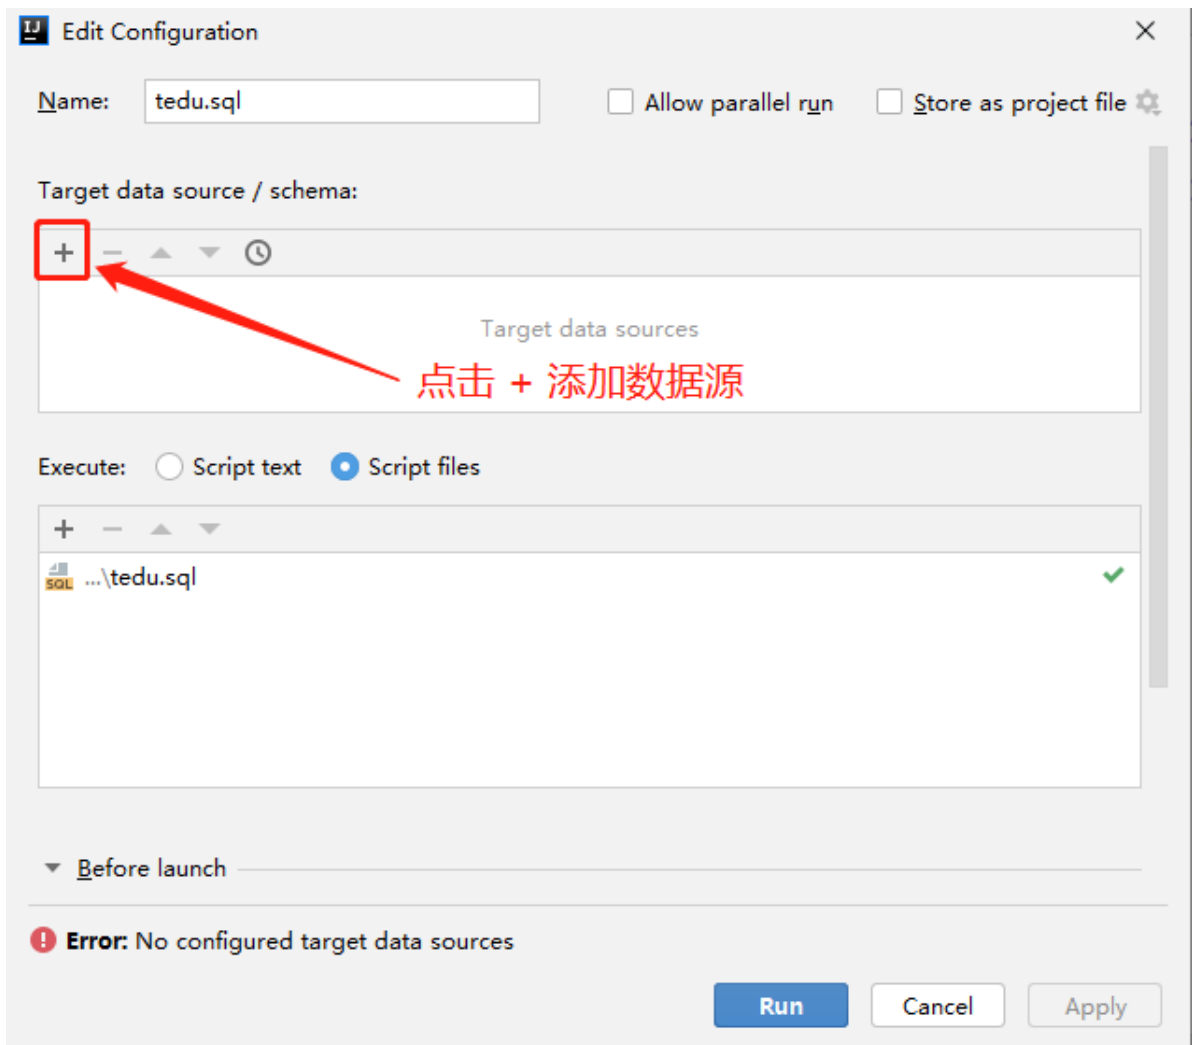 Edit Configuration
Name: tedu.sql Allow parallel run Store as project file
Target data source / schema:
Target data sources
点击 + 添加数据源
Execute: Script text Script files
SQL ...\tedu.sql
Before launch
Error: No configured target data sources
Run Cancel Apply